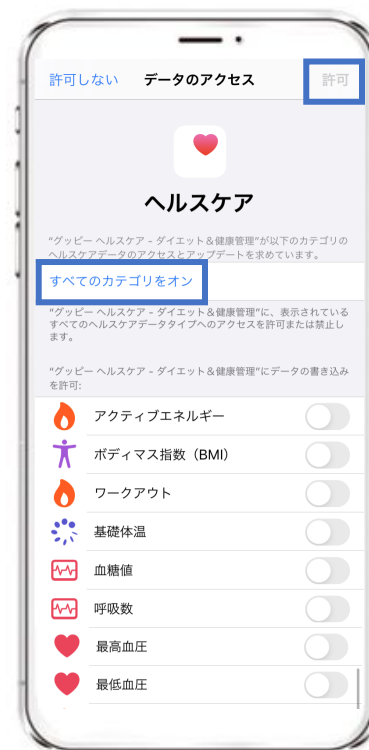 許可しない データのアクセス 許可
ヘルスケア
“グッピー ヘルスケア - ダイエット＆健康管理”が以下のカテゴリの
ヘルスケアデータのアクセスとアップデートを求めています。
すべてのカテゴリをオン
“グッピー ヘルスケア - ダイエット＆健康管理”に、表示されている
すべてのヘルスケアデータタイプへのアクセスを許可または禁止し
ます。
“グッピー ヘルスケア - ダイエット＆健康管理”にデータの書き込み
を許可:
アクティブエネルギー
ボディマス指数（BMI）
ワークアウト
基礎体温
血糖値
呼吸数
最高血圧
最低血圧